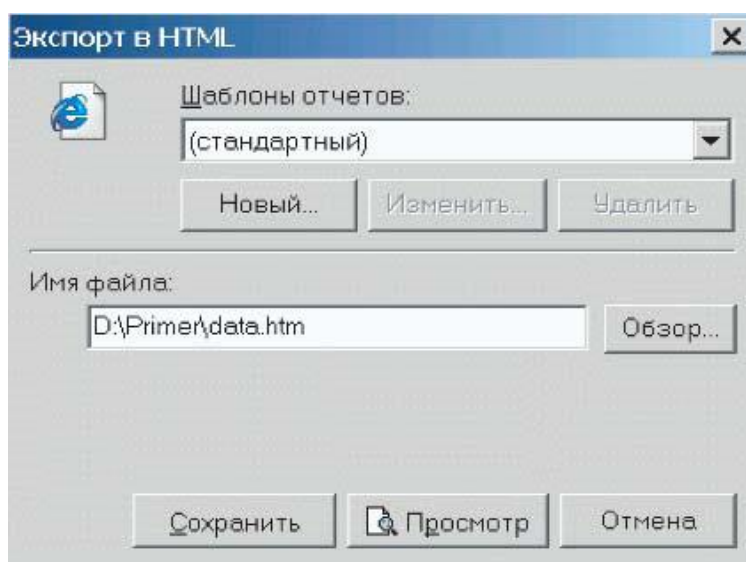 Экспорт в HTML
Шаблоны отчетов:
(стандартный)
Новый... Изменить... Удалить
Имя файла:
D:\Primer\data.htm Обзор...
Сохранить Просмотр Отмена